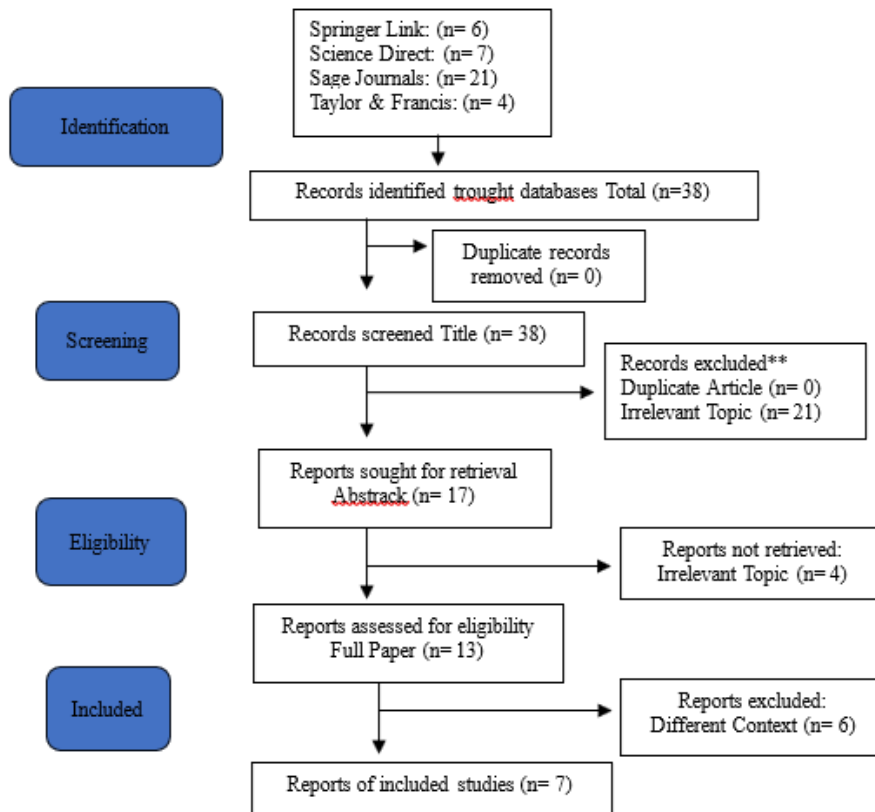 Springer Link: (n= 6)
Science Direct: (n= 7)
Sage Journals: (n= 21)
Taylor & Francis: (n= 4)
Identification
Records identified trought databases Total (n=38)
Duplicate records
removed (n= 0)
Screening
Records screened Title (n= 38)
Records excluded**
Duplicate Article (n= 0)
Irrelevant Topic (n= 21)
Reports sought for retrieval
Abstrack (n= 17)
Eligibility
Reports not retrieved:
Irrelevant Topic (n= 4)
Reports assessed for eligibility
Full Paper (n= 13)
Included
Reports excluded:
Different Context (n= 6)
Reports of included studies (n= 7)